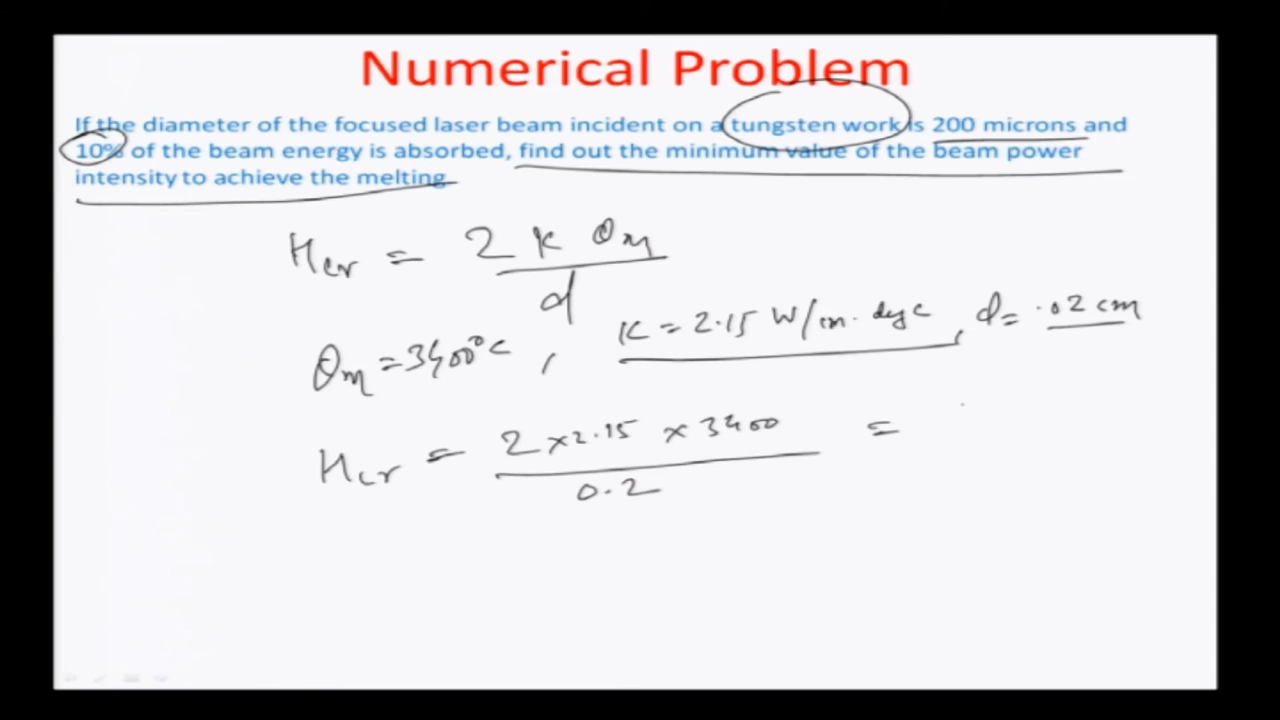 Numerical Problem
If the diameter of the focused laser beam incident on a tungsten work is 200 microns and
10% of the beam energy is absorbed, find out the minimum value of the beam power
intensity to achieve the melting
Hcr = 2 K θm / d
θm = 3400°C , K = 2.15 W/cm. deg c , d = .02 cm
Hcr = 2 x 2.15 x 3400 / 0.2 =